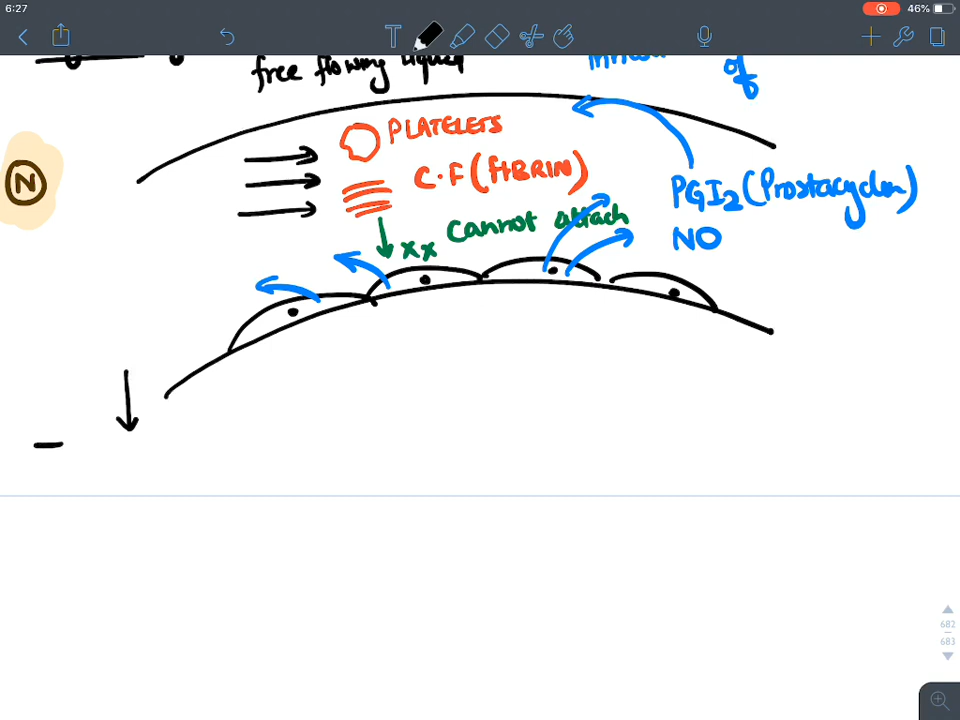 6:27
46%
T
free flowing liquid
of
PLATELETS
C.F (FIBRIN)
Cannot attach
xx
N
PGI2 (Prostacyclin)
NO
682
683